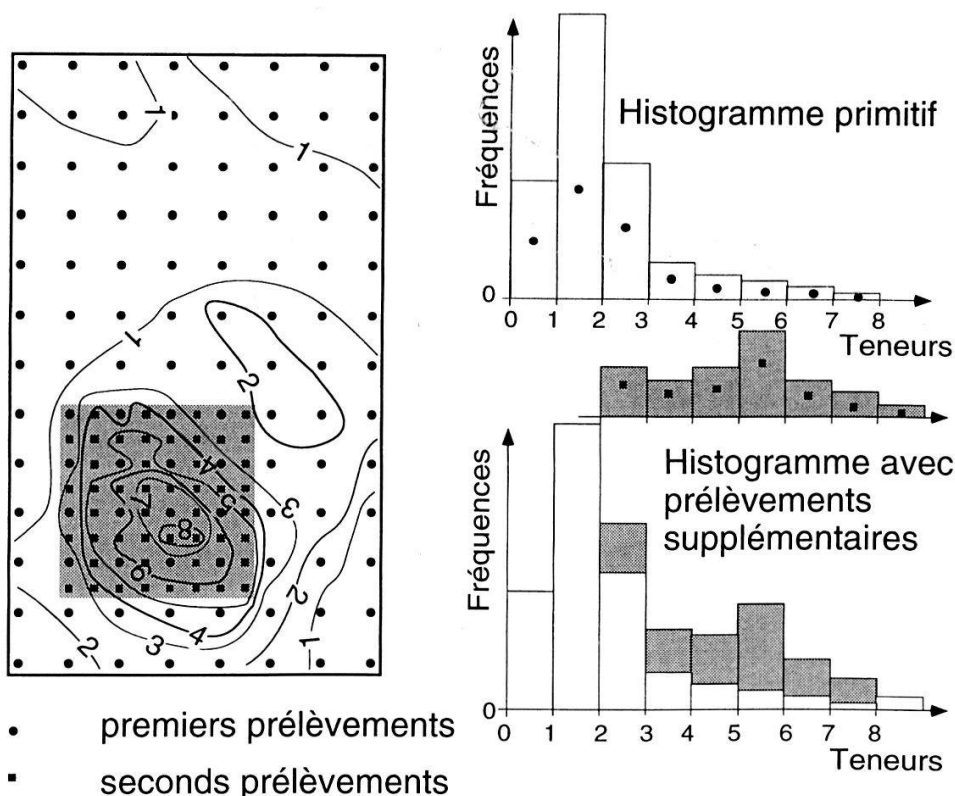 1
1
1
2
4
5
3
7
8
6
2
2
4
3
1
• premiers prélèvements
■ seconds prélèvements
Fréquences
Histogramme primitif
0
0 1 2 3 4 5 6 7 8
Teneurs
Fréquences
Histogramme avec
prélèvements
supplémentaires
0
0 1 2 3 4 5 6 7 8
Teneurs